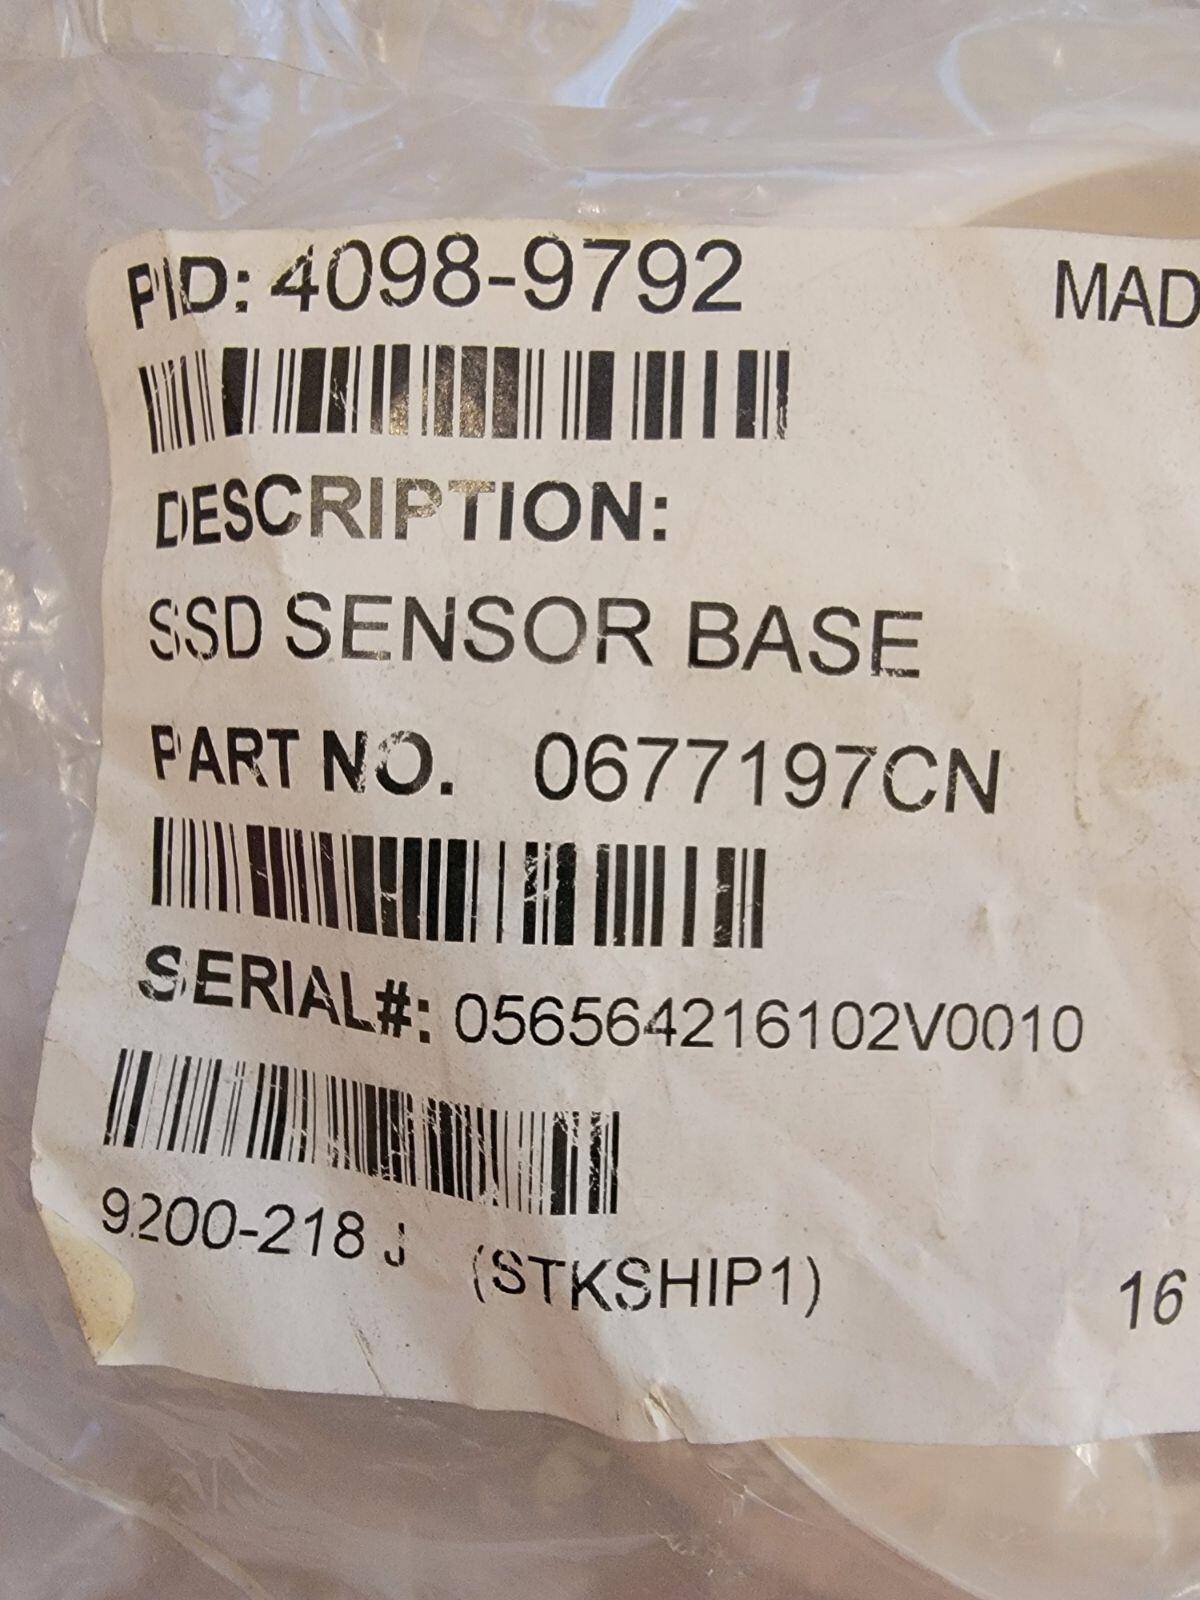 PID: 4098-9792
MAD
DESCRIPTION:
SSD SENSOR BASE
PART NO. 0677197CN
SERIAL#: 056564216102V0010
9200-218 J (STKSHIP1)
16